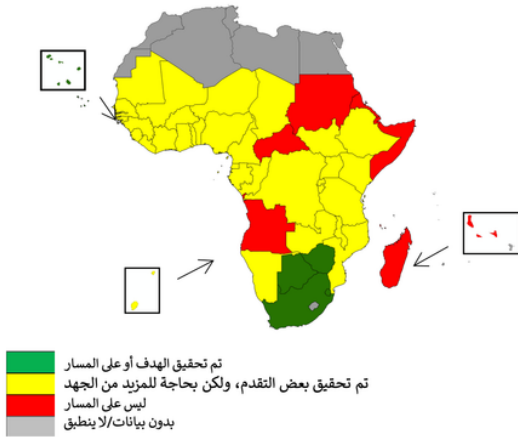 تم تحقيق الهدف أو على المسار
تم تحقيق بعض التقدم، ولكن بحاجة للمزيد من الجهد
ليس على المسار
بدون بيانات/لا ينطبق